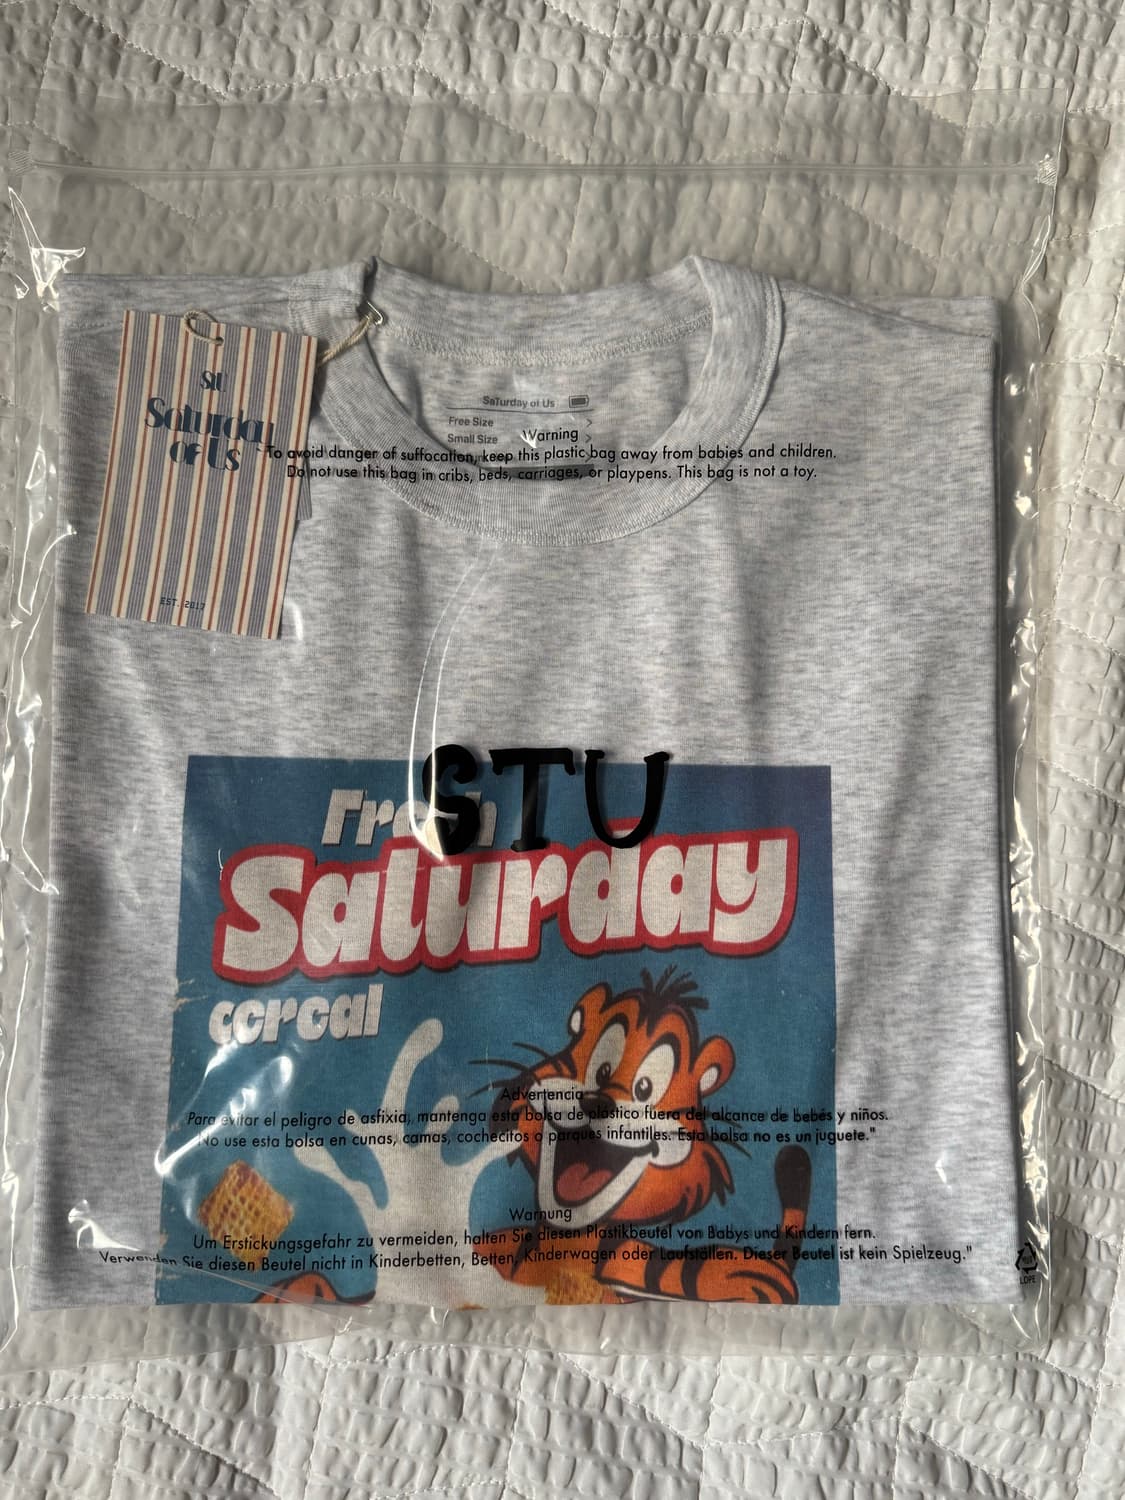 StU
Saturday
of Us
EST. 2017
SaTurday of Us
Free Size
Small Size
Warning
To avoid danger of suffocation, keep this plastic bag away from babies and children.
Do not use this bag in cribs, beds, carriages, or playpens. This bag is not a toy.
STU
Fresh
Saturday
cereal
Advertencia
Para evitar el peligro de asfixia, mantenga esta bolsa de plástico fuera del alcance de bebés y niños.
No use esta bolsa en cunas, camas, cochecitos o parques infantiles. Esta bolsa no es un juguete."
Warnung
Um Erstickungsgefahr zu vermeiden, halten Sie diesen Plastikbeutel von Babys und Kindern fern.
Verwenden Sie diesen Beutel nicht in Kinderbetten, Betten, Kinderwagen oder Laufställen. Dieser Beutel ist kein Spielzeug."
LDPE